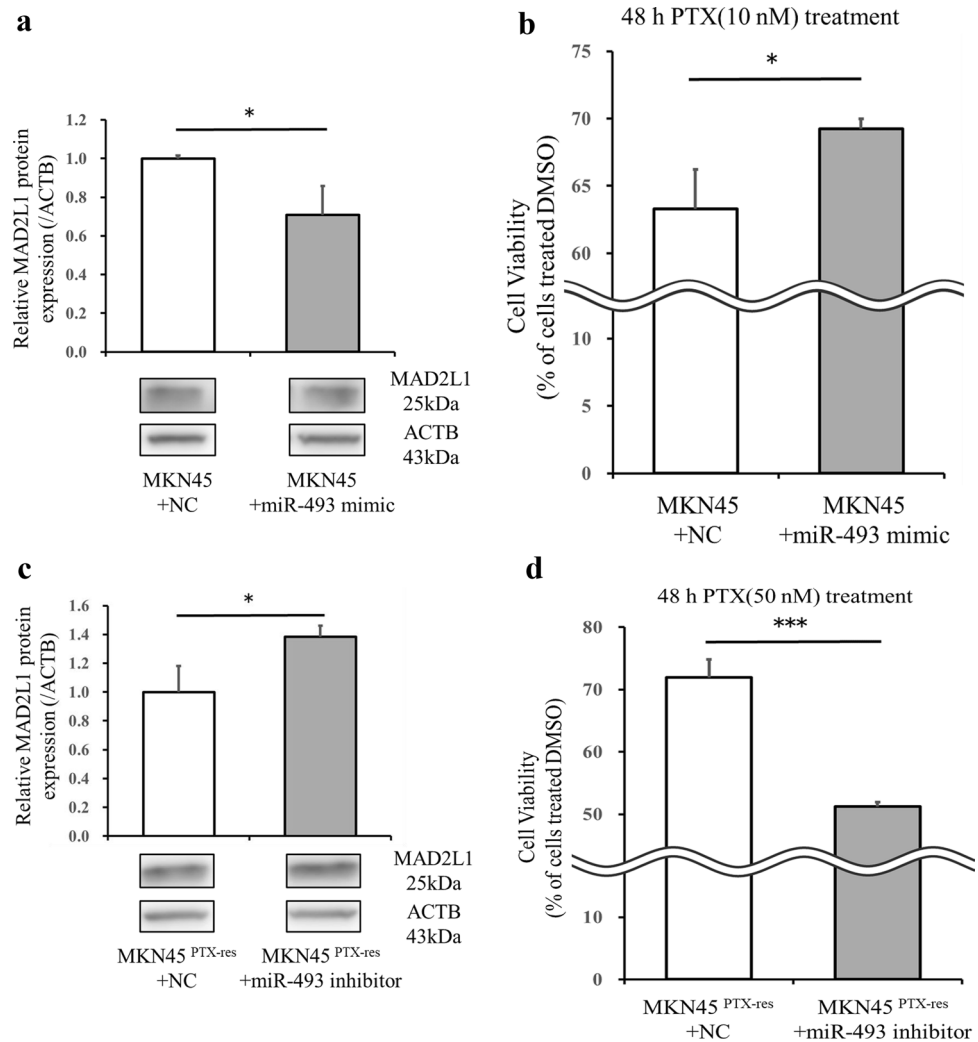 a
Relative MAD2L1 protein
expression (/ACTB)
1.2
1.0
0.8
0.6
0.4
0.2
0.0
*
MAD2L1
25kDa
ACTB
43kDa
MKN45
+NC
MKN45
+miR-493 mimic
b
48 h PTX(10 nM) treatment
Cell Viability
(% of cells treated DMSO)
75
70
65
60
10
5
0
*
MKN45
+NC
MKN45
+miR-493 mimic
c
Relative MAD2L1 protein
expression (/ACTB)
1.6
1.4
1.2
1.0
0.8
0.6
0.4
0.2
0.0
*
MAD2L1
25kDa
ACTB
43kDa
MKN45 PTX-res
+NC
MKN45 PTX-res
+miR-493 inhibitor
d
48 h PTX(50 nM) treatment
Cell Viability
(% of cells treated DMSO)
80
70
60
50
10
0
***
MKN45 PTX-res
+NC
MKN45 PTX-res
+miR-493 inhibitor